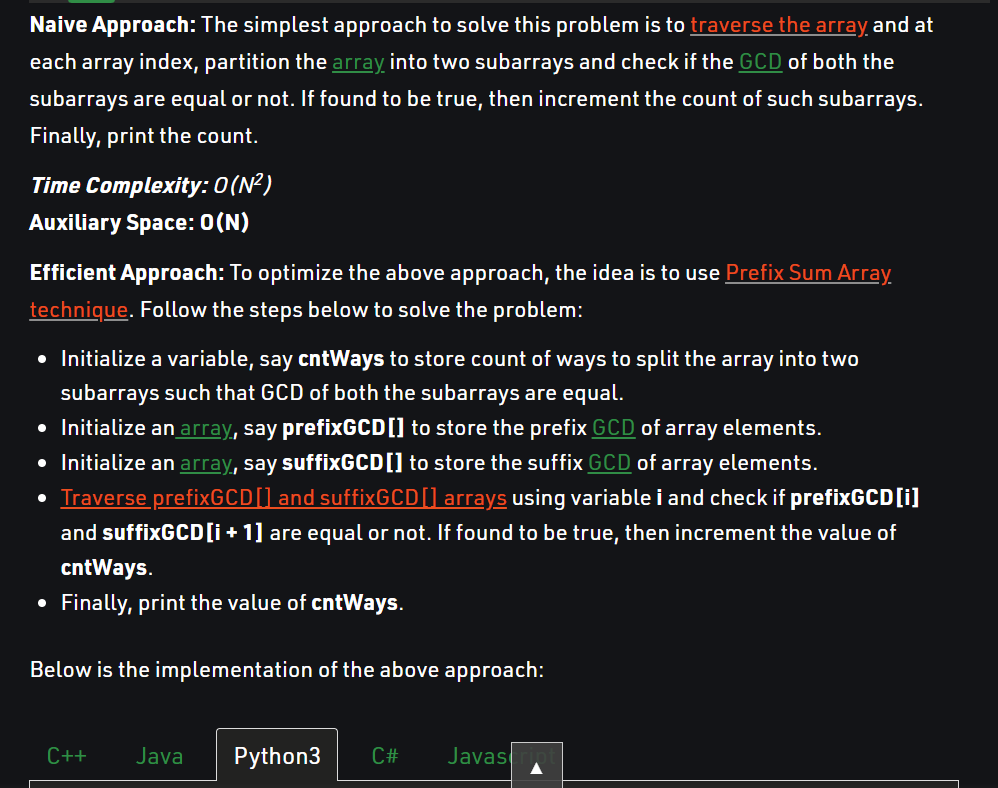 Naive Approach: The simplest approach to solve this problem is to traverse the array and at
each array index, partition the array into two subarrays and check if the GCD of both the
subarrays are equal or not. If found to be true, then increment the count of such subarrays.
Finally, print the count.
Time Complexity: O(N²)
Auxiliary Space: O(N)
Efficient Approach: To optimize the above approach, the idea is to use Prefix Sum Array
technique. Follow the steps below to solve the problem:
• Initialize a variable, say cntWays to store count of ways to split the array into two
subarrays such that GCD of both the subarrays are equal.
• Initialize an array, say prefixGCD[] to store the prefix GCD of array elements.
• Initialize an array, say suffixGCD[] to store the suffix GCD of array elements.
• Traverse prefixGCD[] and suffixGCD[] arrays using variable i and check if prefixGCD[i]
and suffixGCD[i + 1] are equal or not. If found to be true, then increment the value of
cntWays.
• Finally, print the value of cntWays.
Below is the implementation of the above approach:
C++ Java Python3 C# Javascript